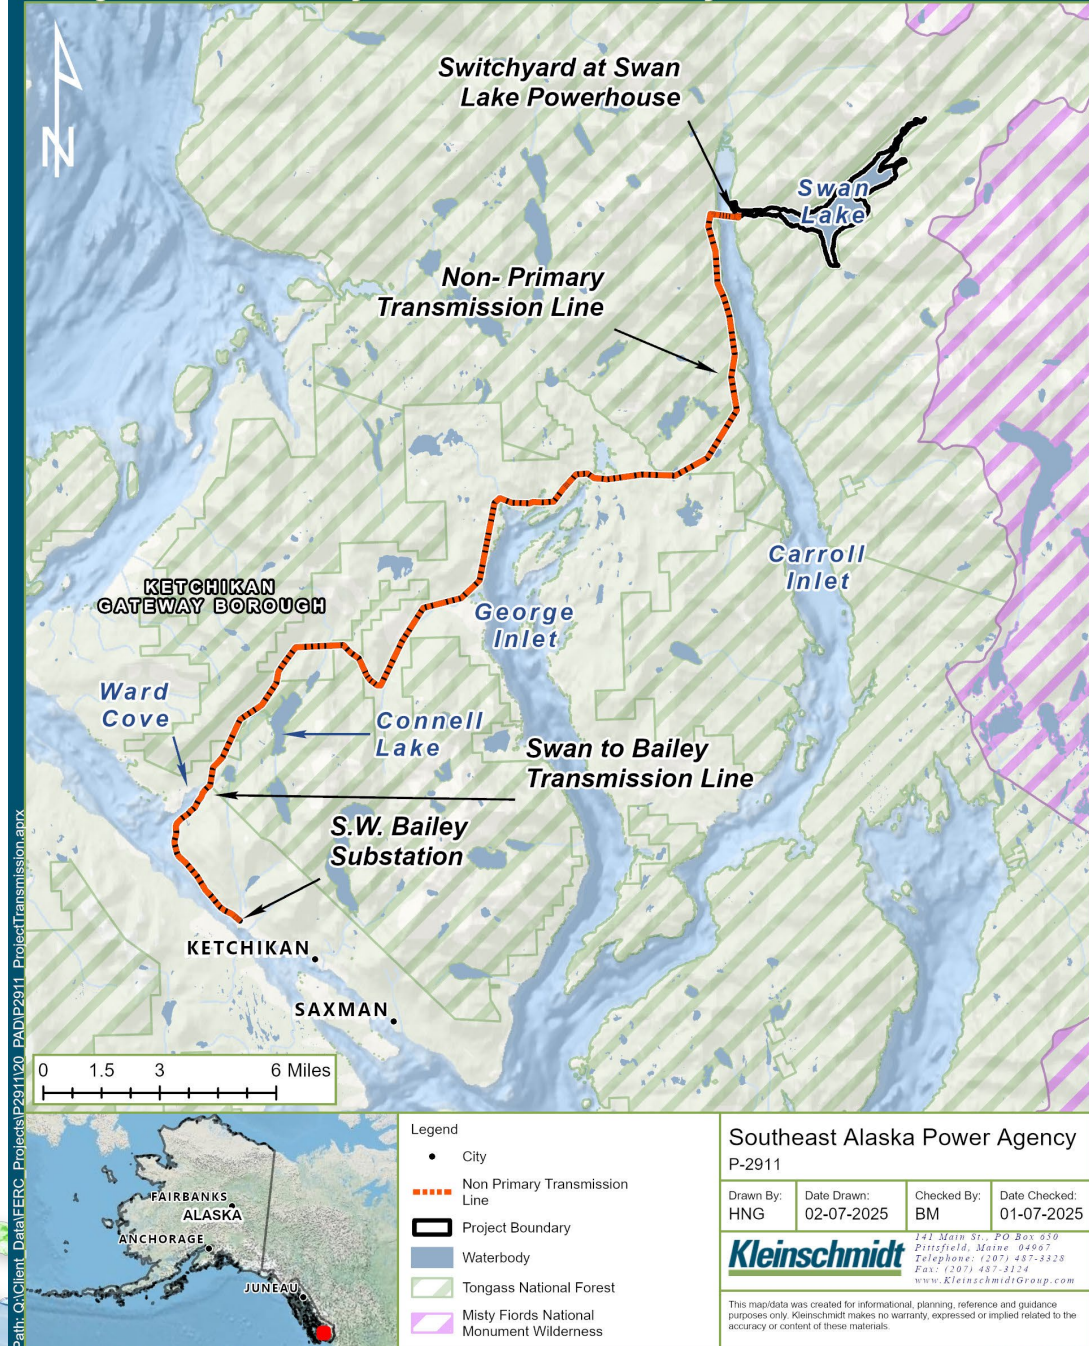 N
Switchyard at Swan
Lake Powerhouse
Swan
Lake
Non- Primary
Transmission Line
Carroll
Inlet
KETCHIKAN
GATEWAY BOROUGH
George
Inlet
Ward
Cove
Connell
Lake
Swan to Bailey
Transmission Line
S.W. Bailey
Substation
KETCHIKAN
SAXMAN
0 1.5 3 6 Miles
Path: Q:\Client_Data\FERC_Projects\P2911\20_PAD\P2911_ProjectTransmission.aprx
FAIRBANKS
ALASKA
ANCHORAGE
JUNEAU
Legend
City
Non Primary Transmission
Line
Project Boundary
Waterbody
Tongass National Forest
Misty Fiords National
Monument Wilderness
Southeast Alaska Power Agency
P-2911
Drawn By:
HNG
Date Drawn:
02-07-2025
Checked By:
BM
Date Checked:
01-07-2025
Kleinschmidt
141 Main St., PO Box 650
Pittsfield, Maine 04967
Telephone: (207) 487-3328
Fax: (207) 487-3124
www.KleinschmidtGroup.com
This map/data was created for informational, planning, reference and guidance
purposes only. Kleinschmidt makes no warranty, expressed or implied related to the
accuracy or content of these materials.